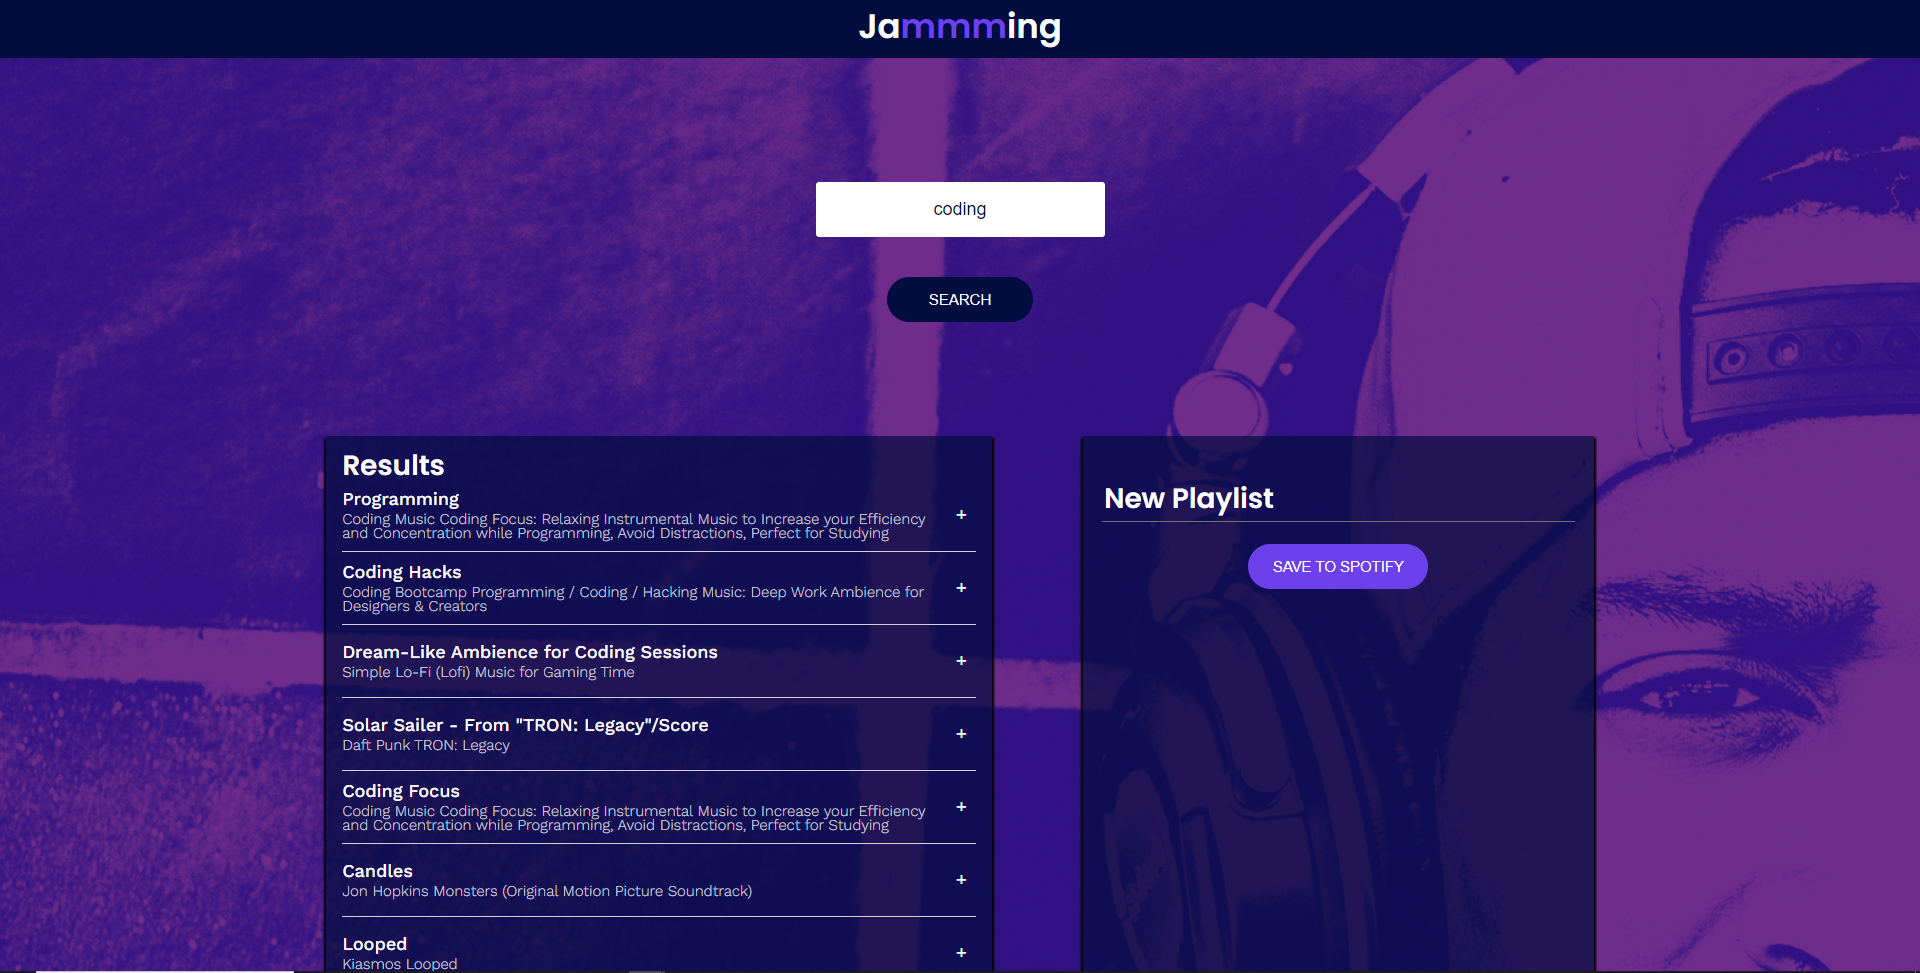 Jammming
coding
SEARCH
Results
Programming
Coding Music Coding Focus: Relaxing Instrumental Music to Increase your Efficiency
and Concentration while Programming, Avoid Distractions, Perfect for Studying
+
Coding Hacks
Coding Bootcamp Programming / Coding / Hacking Music: Deep Work Ambience for
Designers & Creators
+
Dream-Like Ambience for Coding Sessions
Simple Lo-Fi (Lofi) Music for Gaming Time
+
Solar Sailer - From "TRON: Legacy"/Score
Daft Punk TRON: Legacy
+
Coding Focus
Coding Music Coding Focus: Relaxing Instrumental Music to Increase your Efficiency
and Concentration while Programming, Avoid Distractions, Perfect for Studying
+
Candles
Jon Hopkins Monsters (Original Motion Picture Soundtrack)
+
Looped
Kiasmos Looped
+
New Playlist
SAVE TO SPOTIFY